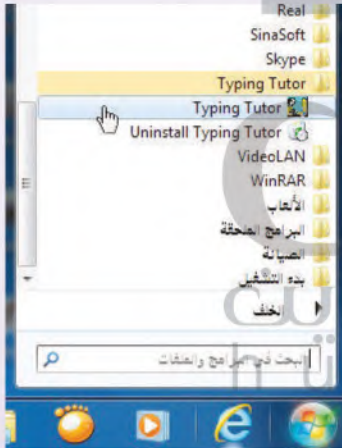 Real
SinaSoft
Skype
Typing Tutor
Typing Tutor
Uninstall Typing Tutor
VideoLAN
WinRAR
الألعاب
البرامج الملحقة
الصيانة
بدء التشغيل
الخلف
البحث في البرامج والملفات